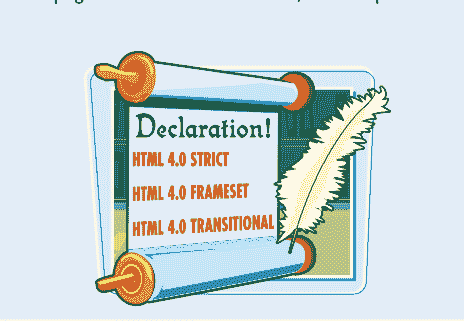 Declaration!
HTML 4.0 STRICT
HTML 4.0 FRAMESET
HTML 4.0 TRANSITIONAL